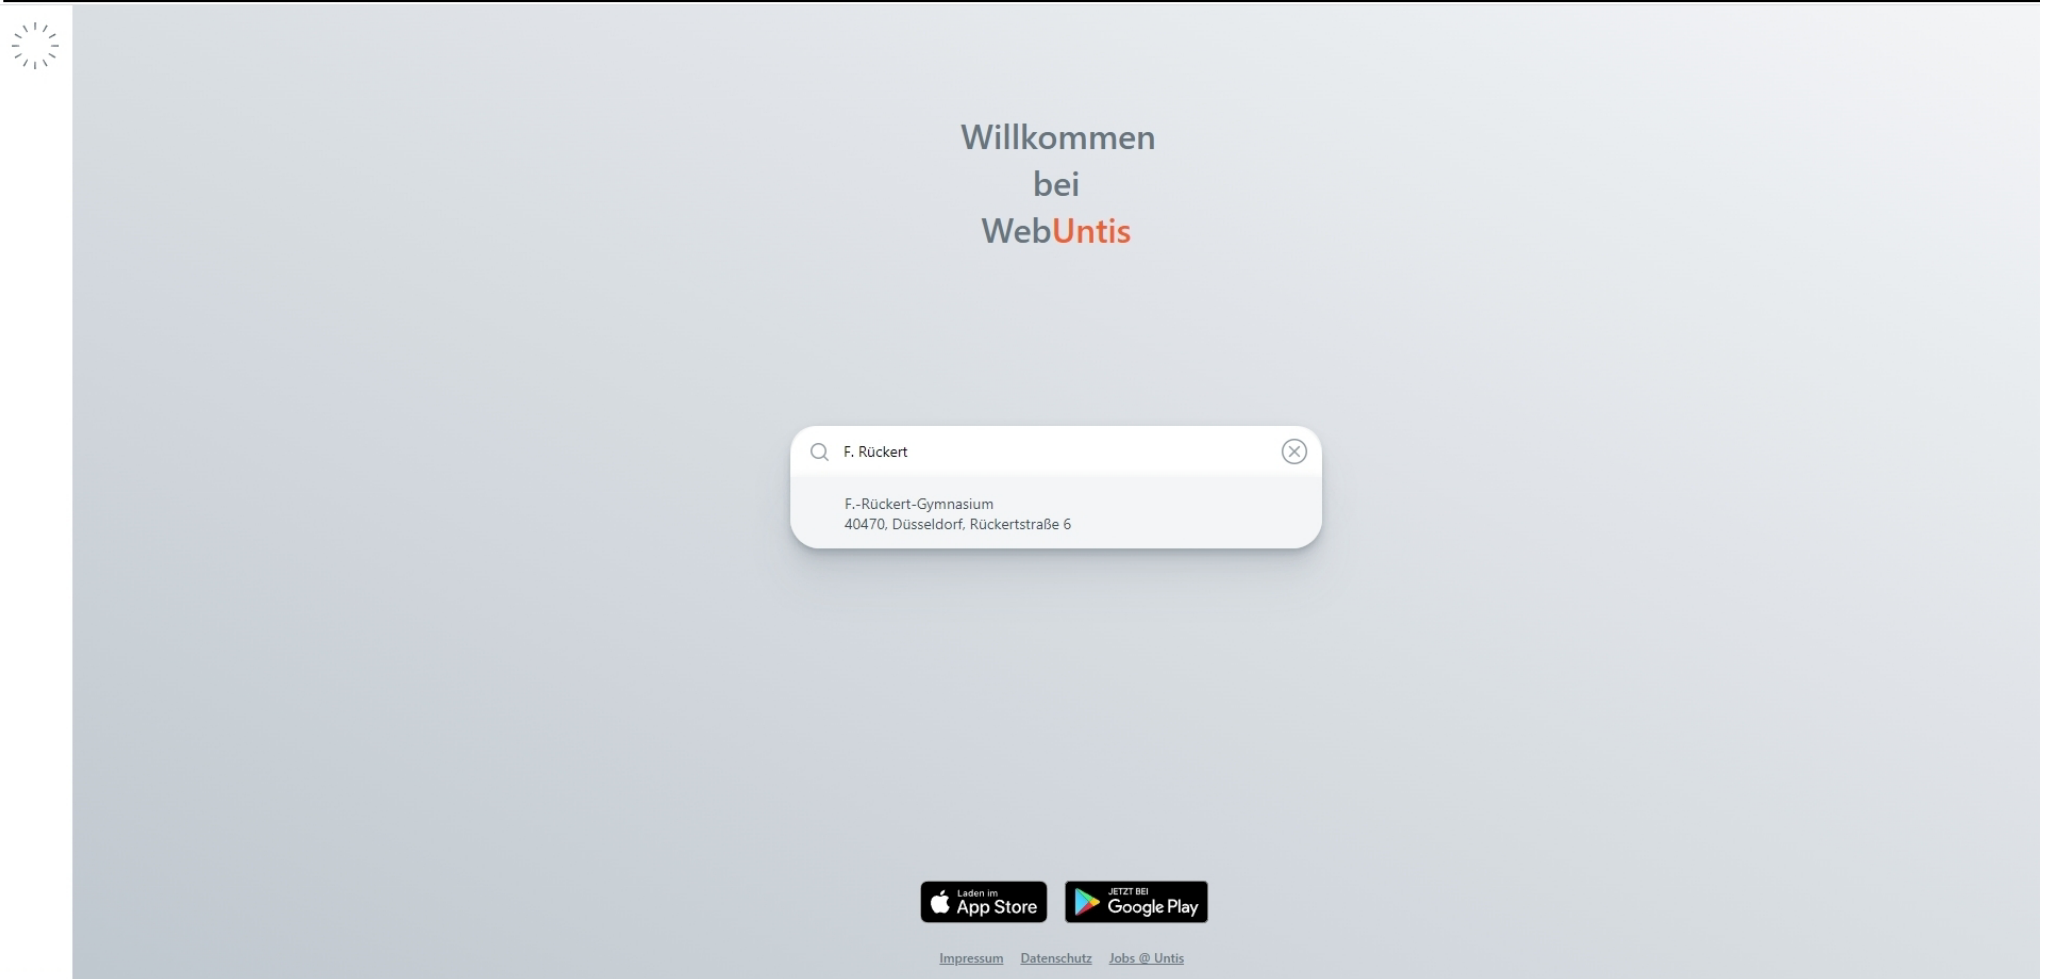 Willkommen
bei
WebUntis
F. Rückert
F.-Rückert-Gymnasium
40470, Düsseldorf, Rückertstraße 6
Laden im
App Store
JETZT BEI
Google Play
Impressum Datenschutz Jobs @ Untis